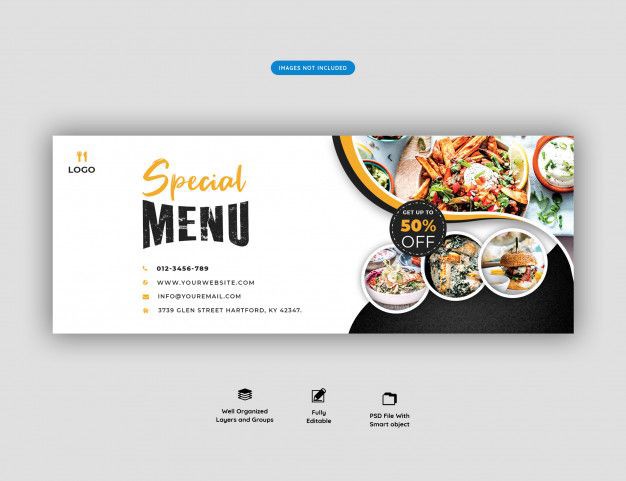 IMAGES NOT INCLUDED
LOGO
Special
MENU
GET UP TO
50%
OFF
012-3456-789
WWW.YOURWEBSITE.COM
INFO@YOUREMAIL.COM
3739 GLEN STREET HARTFORD, KY 42347.
Well Organized
Layers and Groups
Fully
Editable
PSD File With
Smart object